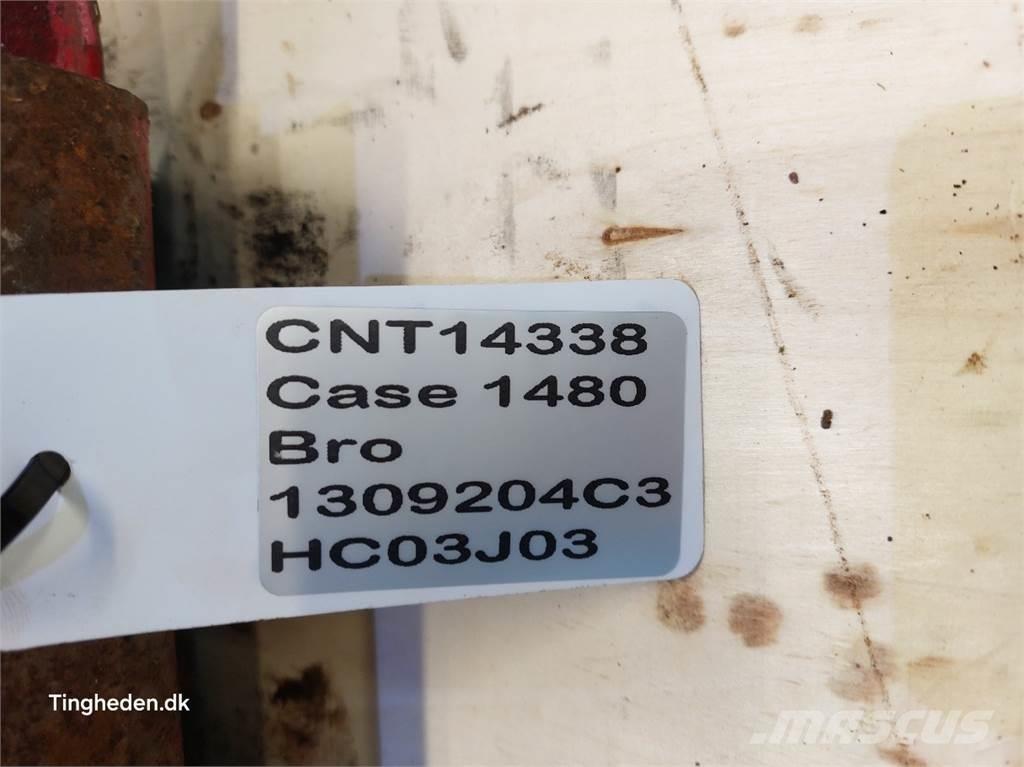 CNT14338
Case 1480
Bro
1309204C3
HC03J03
Tingheden.dk
MASCUS